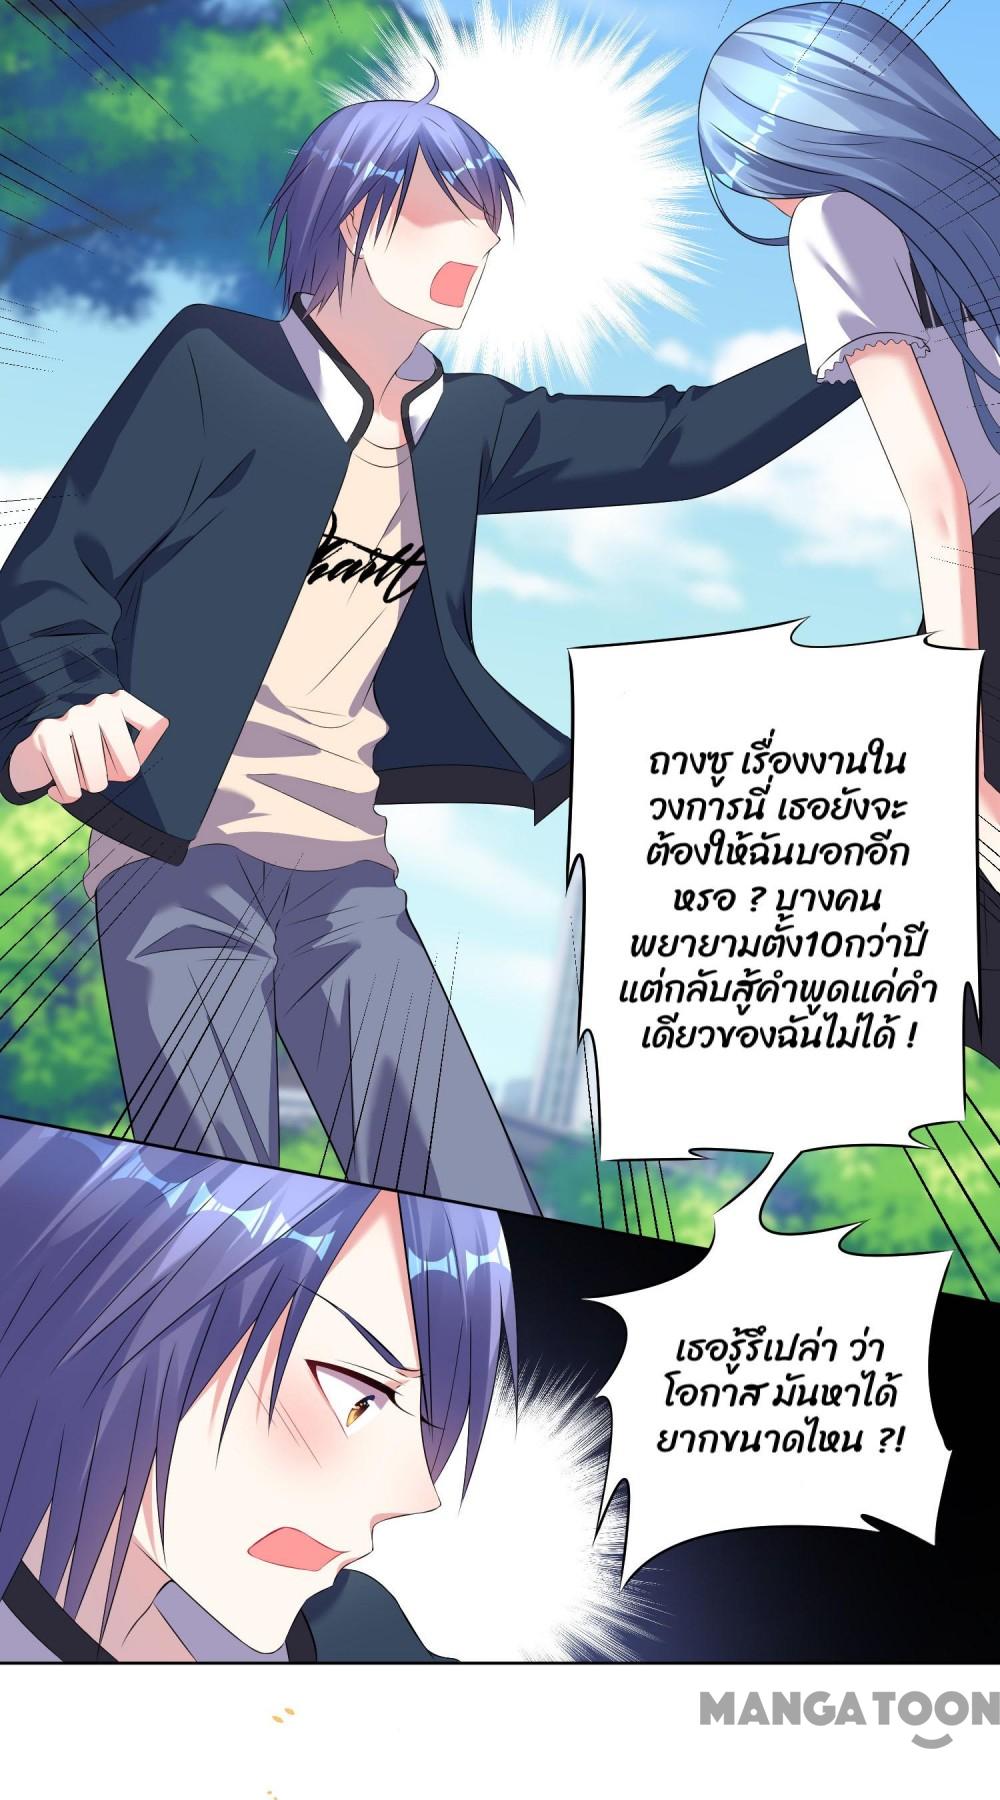 ถางซู เรื่องงานใน
วงการนี้ เธอยังจะ
ต้องให้ฉันบอกอีก
หรอ ? บางคน
พยายามตั้ง10กว่าปี
แต่กลับสู้คำพูดแค่คำ
เดียวของฉันไม่ได้ !
เธอรู้รึเปล่า ว่า
โอกาส มันหาได้
ยากขนาดไหน ?!
MANGATOON